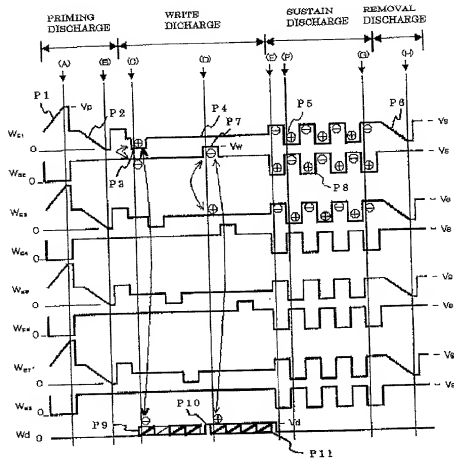 PRIMING DISCHARGE
WRITE DICHARGE
SUSTAIN DISCHARGE
REMOVAL DISCHARGE
(A) (B) (C) (D) (E) (F) (G) (H)
P1 Vp P2 P4 P7 P5 P6 Vs
0 Vw Vs
P3 P8
Vs
0 Vs
0
0 Vs
0 Vs
0
0 Vs
0 Vs
P9 P10 Vd
Wd 0
P11